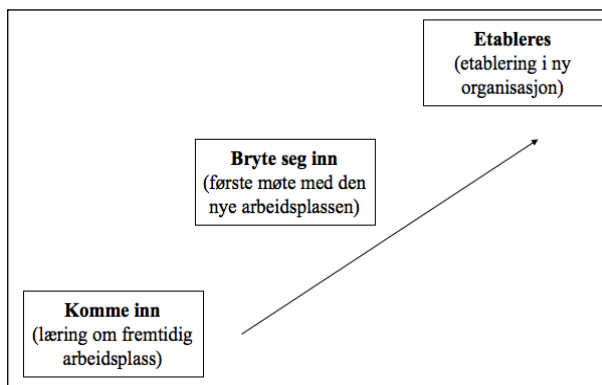 Etableres
(etablering i ny
organisasjon)
Bryte seg inn
(første møte med den
nye arbeidsplassen)
Komme inn
(læring om fremtidig
arbeidsplass)